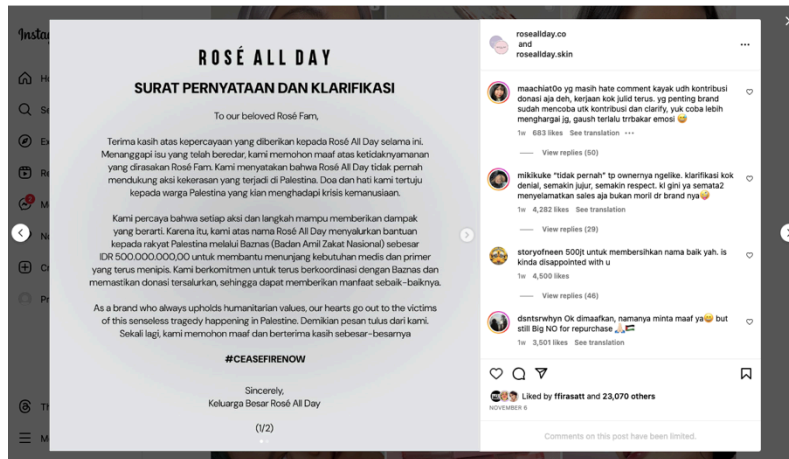 ROSÉ ALL DAY
SURAT PERNYATAAN DAN KLARIFIKASI
To our beloved Rosé Fam,
Terima kasih atas kepercayaan yang diberikan kepada Rosé All Day selama ini.
Menanggapi isu yang telah beredar, kami memohon maaf atas ketidaknyamanan
yang dirasakan Rosé Fam. Kami menyatakan bahwa Rosé All Day tidak pernah
mendukung aksi kekerasan yang terjadi di Palestina. Doa dan hati kami tertuju
kepada warga Palestina yang kian menghadapi krisis kemanusiaan.
Kami percaya bahwa setiap aksi dan langkah mampu memberikan dampak
yang berarti. Karena itu, kami atas nama Rosé All Day menyalurkan bantuan
kepada rakyat Palestina melalui Baznas (Badan Amil Zakat Nasional) sebesar
IDR 500.000.000,00 untuk membantu menunjang kebutuhan medis dan primer
yang terus menipis. Kami berkomitmen untuk terus berkoordinasi dengan Baznas dan
memastikan donasi tersalurkan, sehingga dapat memberikan manfaat sebaik-baiknya.
As a brand who always upholds humanitarian values, our hearts go out to the victims
of this senseless tragedy happening in Palestine. Demikian pesan tulus dari kami.
Sekali lagi, kami memohon maaf dan berterima kasih sebesar-besarnya
#CEASEFIRENOW
Sincerely,
Keluarga Besar Rosé All Day
(1/2)
roseallday.co
and
roseallday.skin
maachiat0o yg masih hate comment kayak udh kontribusi
donasi aja deh, kerjaan kok julid terus. yg penting brand
sudah mencoba utk kontribusi dan clarify, yuk coba lebih
menghargai jg, gausah terlalu trrbakar emosi 😅
1w 683 likes See translation
View replies (50)
mikikuke “tidak pernah” tp ownernya ngelike. klarifikasi kok
denial, semakin jujur, semakin respect. kl gini ya semata2
menyelamatkan sales aja bukan moril dr brand nya🤪
1w 4,282 likes See translation
View replies (29)
storyofneen 500jt untuk membersihkan nama baik yah. is
kinda disappointed with u
1w 4,500 likes
View replies (46)
dsntsrwhyn Ok dimaafkan, namanya minta maaf ya😀 but
still Big NO for repurchase 🙏🏻🇵🇸
1w 3,501 likes See translation
Liked by ffirasatt and 23,070 others
NOVEMBER 6
Comments on this post have been limited.